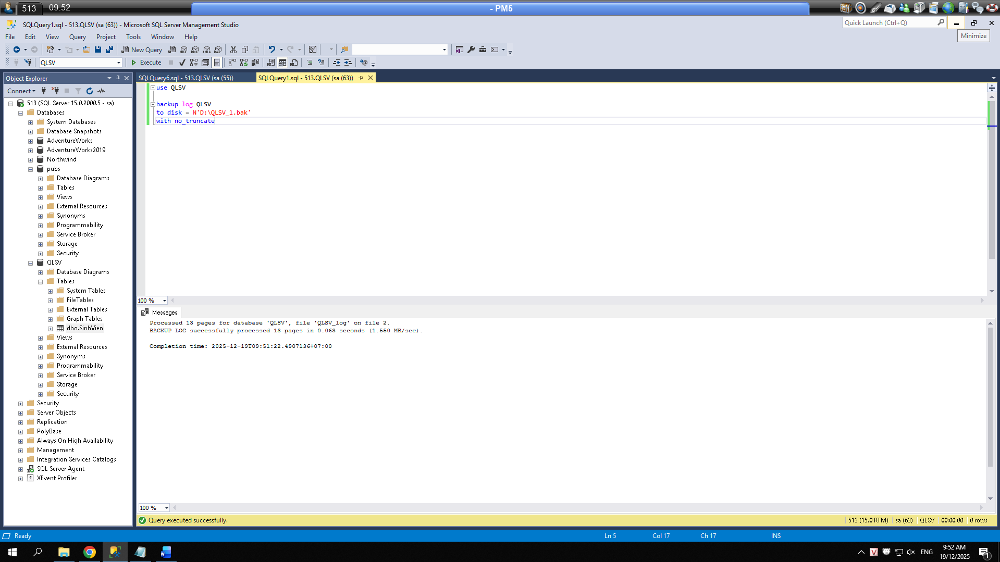 513
09:52
- PM5
SQLQuery1.sql - 513.QLSV (sa (63)) - Microsoft SQL Server Management Studio
Quick Launch (Ctrl+Q)
Minimize
File Edit View Query Project Tools Window Help
New Query
MDX DMX XMLA DAX
QLSV
Execute
Object Explorer
SQLQuery6.sql - 513.QLSV (sa (55))
SQLQuery1.sql - 513.QLSV (sa (63))
Connect
513 (SQL Server 15.0.2000.5 - sa)
Databases
System Databases
Database Snapshots
AdventureWorks
AdventureWorks2019
Northwind
pubs
Database Diagrams
Tables
Views
External Resources
Synonyms
Programmability
Service Broker
Storage
Security
QLSV
Database Diagrams
Tables
System Tables
FileTables
External Tables
Graph Tables
dbo.SinhVien
Views
External Resources
Synonyms
Programmability
Service Broker
Storage
Security
Security
Server Objects
Replication
PolyBase
Always On High Availability
Management
Integration Services Catalogs
SQL Server Agent
XEvent Profiler
use QLSV
backup log QLSV
to disk = N'D:\QLSV_1.bak'
with no_truncate
100 %
Messages
Processed 13 pages for database 'QLSV', file 'QLSV_log' on file 2.
BACKUP LOG successfully processed 13 pages in 0.063 seconds (1.550 MB/sec).
Completion time: 2025-12-19T09:51:22.4907136+07:00
100 %
Query executed successfully.
513 (15.0 RTM) sa (63) QLSV 00:00:00 0 rows
Ready
Ln 5 Col 17 Ch 17 INS
ENG
9:52 AM
19/12/2025
1